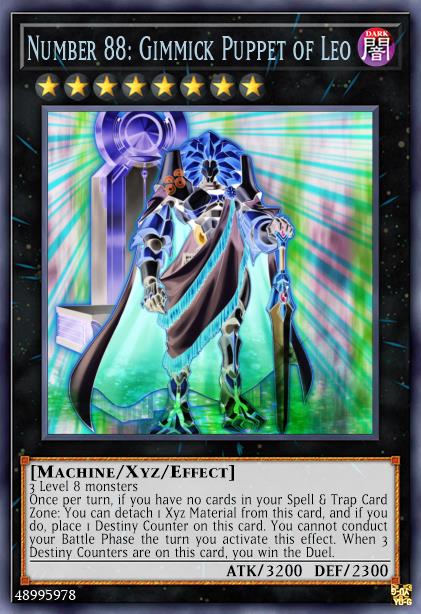 Number 88: Gimmick Puppet of Leo
DARK
闇
[Machine/Xyz/Effect]
3 Level 8 monsters
Once per turn, if you have no cards in your Spell & Trap Card
Zone: You can detach 1 Xyz Material from this card, and if you
do, place 1 Destiny Counter on this card. You cannot conduct
your Battle Phase the turn you activate this effect. When 3
Destiny Counters are on this card, you win the Duel.
ATK/3200 DEF/2300
48995978